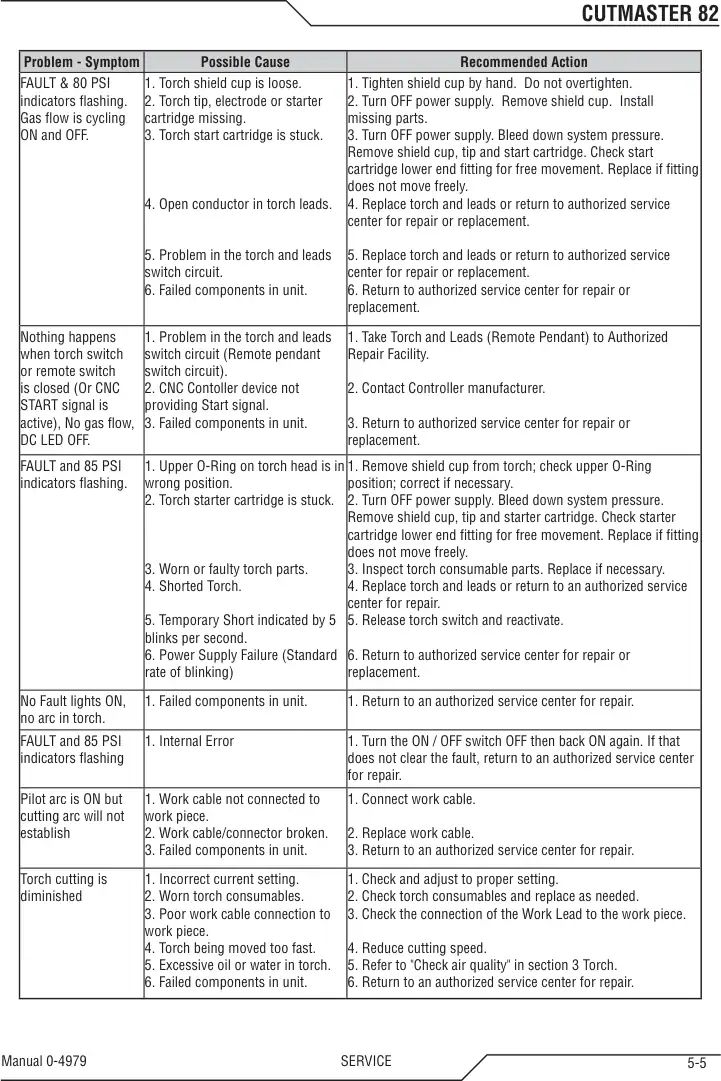 CUTMASTER 82
Problem - Symptom Possible Cause Recommended Action
FAULT & 80 PSI
indicators flashing.
Gas flow is cycling
ON and OFF.
1. Torch shield cup is loose.
2. Torch tip, electrode or starter
cartridge missing.
3. Torch start cartridge is stuck.
4. Open conductor in torch leads.
5. Problem in the torch and leads
switch circuit.
6. Failed components in unit.
1. Tighten shield cup by hand. Do not overtighten.
2. Turn OFF power supply. Remove shield cup. Install
missing parts.
3. Turn OFF power supply. Bleed down system pressure.
Remove shield cup, tip and start cartridge. Check start
cartridge lower end fitting for free movement. Replace if fitting
does not move freely.
4. Replace torch and leads or return to authorized service
center for repair or replacement.
5. Replace torch and leads or return to authorized service
center for repair or replacement.
6. Return to authorized service center for repair or
replacement.
Nothing happens
when torch switch
or remote switch
is closed (Or CNC
START signal is
active), No gas flow,
DC LED OFF.
1. Problem in the torch and leads
switch circuit (Remote pendant
switch circuit).
2. CNC Contoller device not
providing Start signal.
3. Failed components in unit.
1. Take Torch and Leads (Remote Pendant) to Authorized
Repair Facility.
2. Contact Controller manufacturer.
3. Return to authorized service center for repair or
replacement.
FAULT and 85 PSI
indicators flashing.
1. Upper O-Ring on torch head is in
wrong position.
2. Torch starter cartridge is stuck.
3. Worn or faulty torch parts.
4. Shorted Torch.
5. Temporary Short indicated by 5
blinks per second.
6. Power Supply Failure (Standard
rate of blinking)
1. Remove shield cup from torch; check upper O-Ring
position; correct if necessary.
2. Turn OFF power supply. Bleed down system pressure.
Remove shield cup, tip and starter cartridge. Check starter
cartridge lower end fitting for free movement. Replace if fitting
does not move freely.
3. Inspect torch consumable parts. Replace if necessary.
4. Replace torch and leads or return to an authorized service
center for repair.
5. Release torch switch and reactivate.
6. Return to authorized service center for repair or
replacement.
No Fault lights ON,
no arc in torch.
1. Failed components in unit.
1. Return to an authorized service center for repair.
FAULT and 85 PSI
indicators flashing
1. Internal Error
1. Turn the ON / OFF switch OFF then back ON again. If that
does not clear the fault, return to an authorized service center
for repair.
Pilot arc is ON but
cutting arc will not
establish
1. Work cable not connected to
work piece.
2. Work cable/connector broken.
3. Failed components in unit.
1. Connect work cable.
2. Replace work cable.
3. Return to an authorized service center for repair.
Torch cutting is
diminished
1. Incorrect current setting.
2. Worn torch consumables.
3. Poor work cable connection to
work piece.
4. Torch being moved too fast.
5. Excessive oil or water in torch.
6. Failed components in unit.
1. Check and adjust to proper setting.
2. Check torch consumables and replace as needed.
3. Check the connection of the Work Lead to the work piece.
4. Reduce cutting speed.
5. Refer to "Check air quality" in section 3 Torch.
6. Return to an authorized service center for repair.
Manual 0-4979 SERVICE 5-5